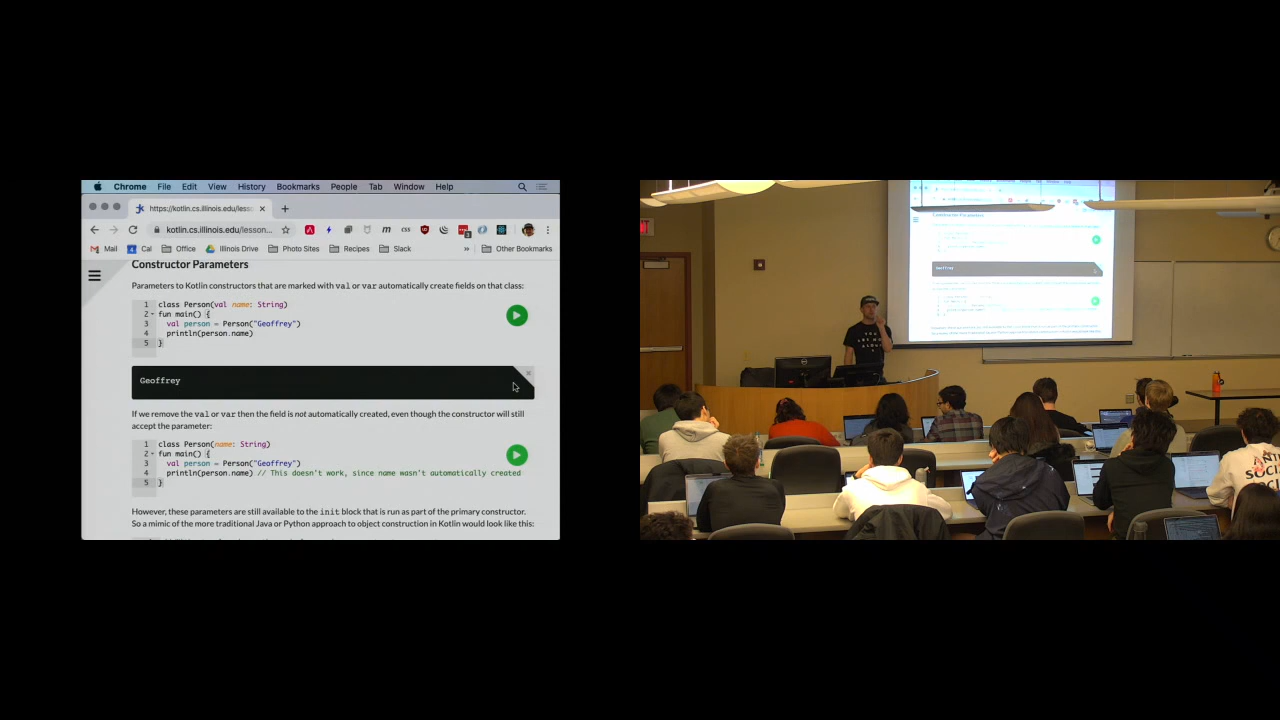 Chrome File Edit View History Bookmarks People Tab Window Help
https://kotlin.cs.illinois.edu/less
kotlin.cs.illinois.edu/lesson...
Mail Cal Office Illinois Drive Photo Sites Recipes Slack » Other Bookmarks
Constructor Parameters
Parameters to Kotlin constructors that are marked with val or var automatically create fields on that class:
1 class Person(val name: String)
2 fun main() {
3 val person = Person("Geoffrey")
4 println(person.name)
5 }
Geoffrey
If we remove the val or var then the field is not automatically created, even though the constructor will still
accept the parameter:
1 class Person(name: String)
2 fun main() {
3 val person = Person("Geoffrey")
4 println(person.name) // This doesn't work, since name wasn't automatically created
5 }
However, these parameters are still available to the init block that is run as part of the primary constructor.
So a mimic of the more traditional Java or Python approach to object construction in Kotlin would look like this:
Constructor Parameters
Geoffrey
ANTI
SOCIAL